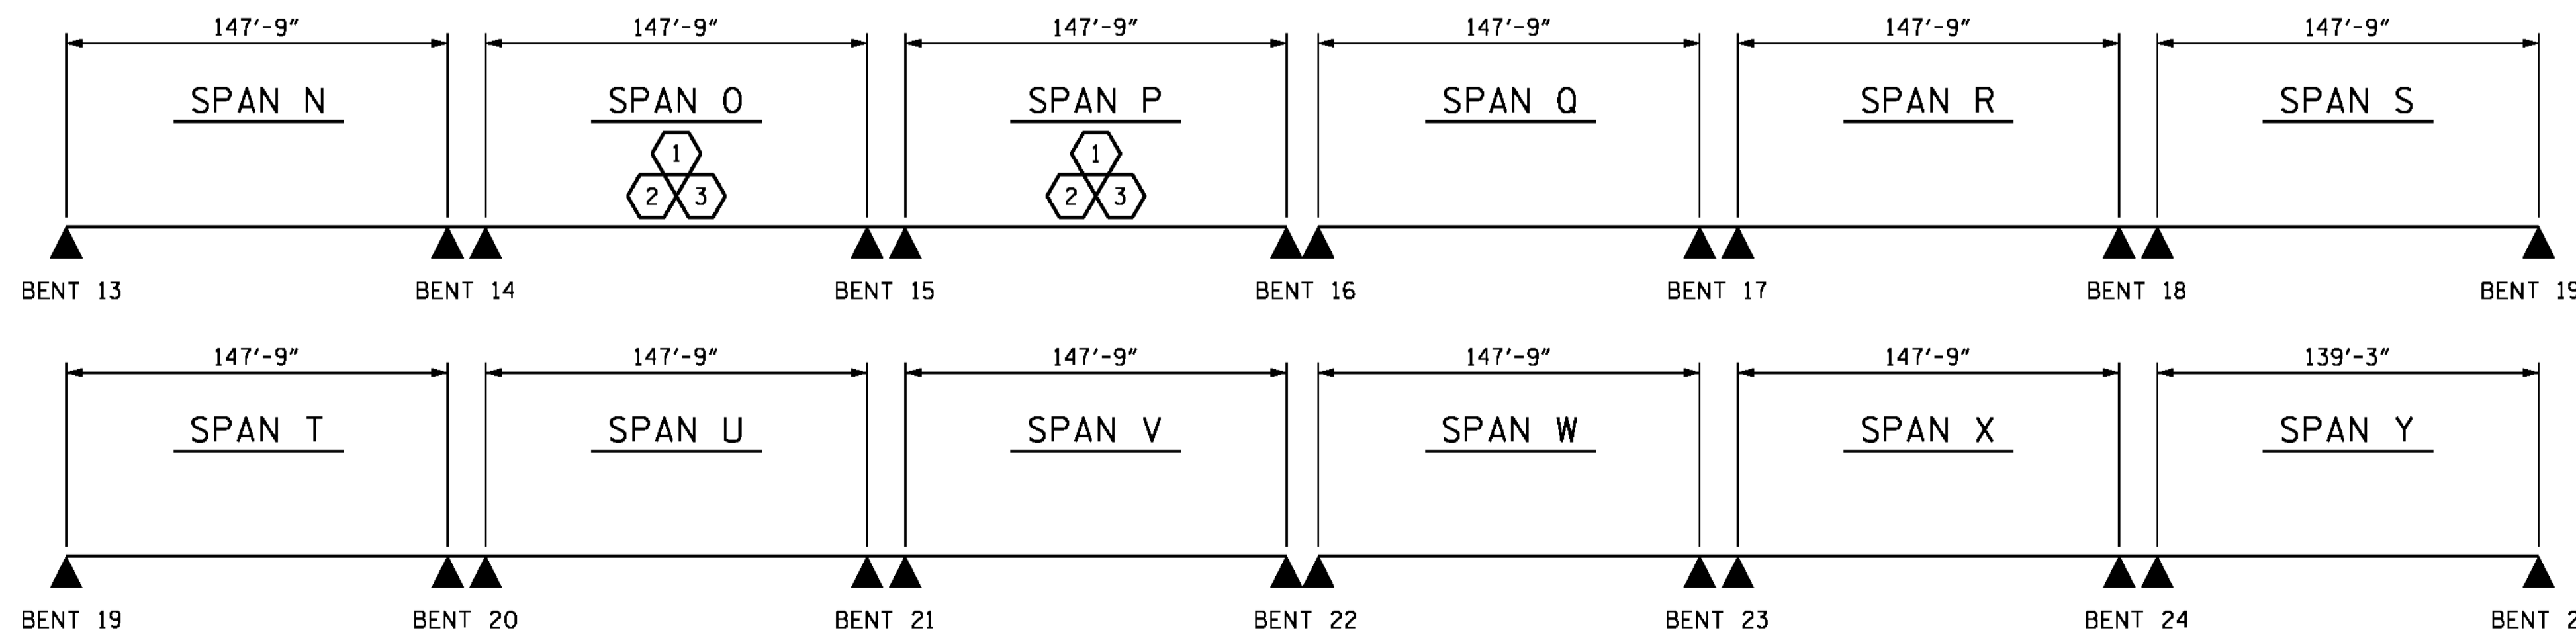 147'-9" 147'-9" 147'-9" 147'-9" 147'-9" 147'-9"
SPAN N SPAN O SPAN P SPAN Q SPAN R SPAN S
1 1
2 3 2 3
BENT 13 BENT 14 BENT 15 BENT 16 BENT 17 BENT 18 BENT 19
147'-9" 147'-9" 147'-9" 147'-9" 147'-9" 139'-3"
SPAN T SPAN U SPAN V SPAN W SPAN X SPAN Y
BENT 19 BENT 20 BENT 21 BENT 22 BENT 23 BENT 24 BENT